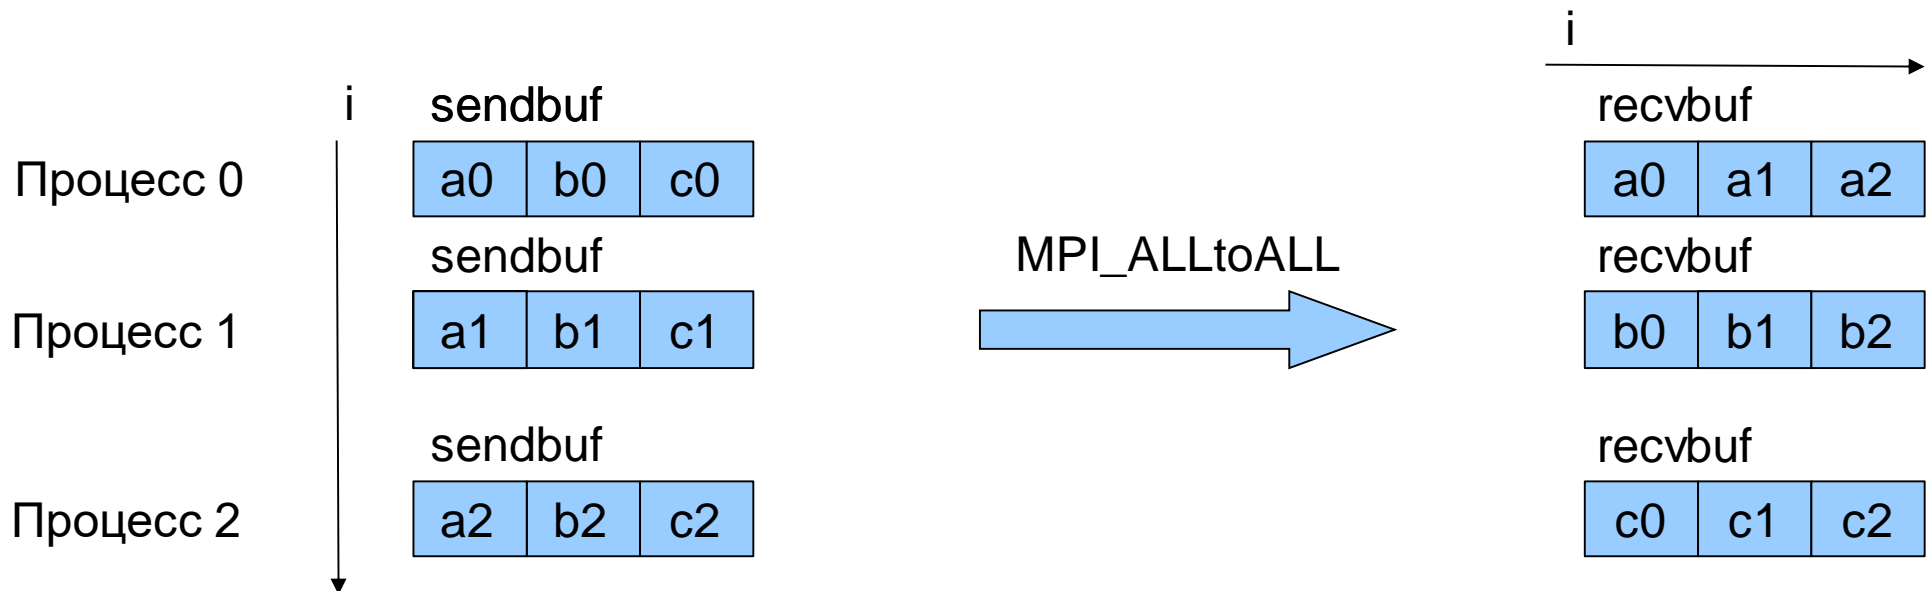 i
i
sendbuf
recvbuf
Процесс 0
a0 b0 c0
a0 a1 a2
sendbuf
MPI_ALLtoALL
recvbuf
Процесс 1
a1 b1 c1
b0 b1 b2
sendbuf
recvbuf
Процесс 2
a2 b2 c2
c0 c1 c2